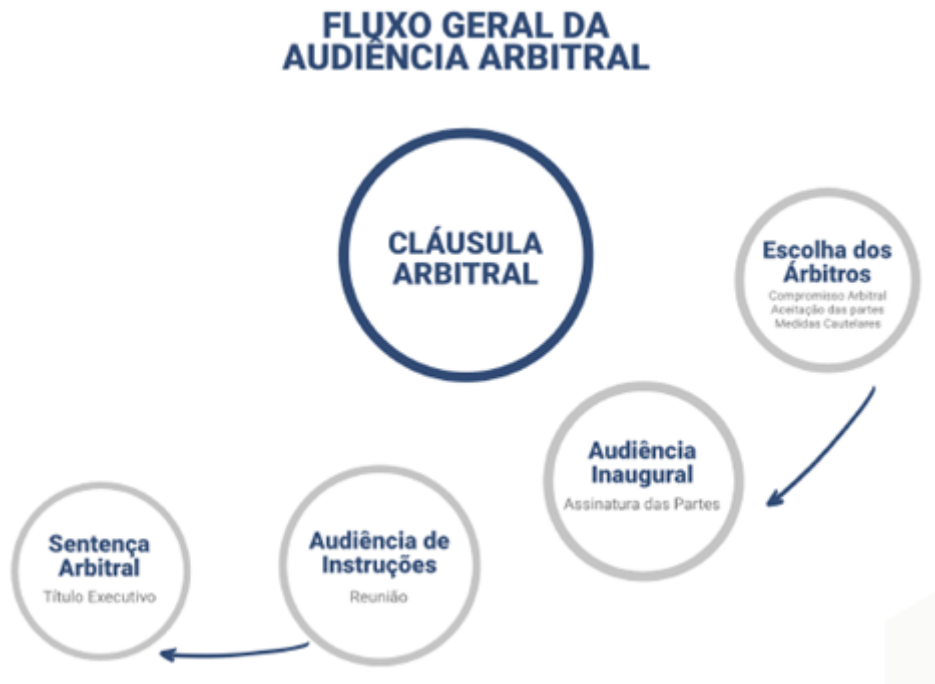 FLUXO GERAL DA
AUDIÊNCIA ARBITRAL
CLÁUSULA
ARBITRAL
Escolha dos
Árbitros
Compromisso Arbitral
Aceitação das partes
Medidas Cautelares
Audiência
Inaugural
Assinatura das Partes
Audiência de
Instruções
Reunião
Sentença
Arbitral
Título Executivo